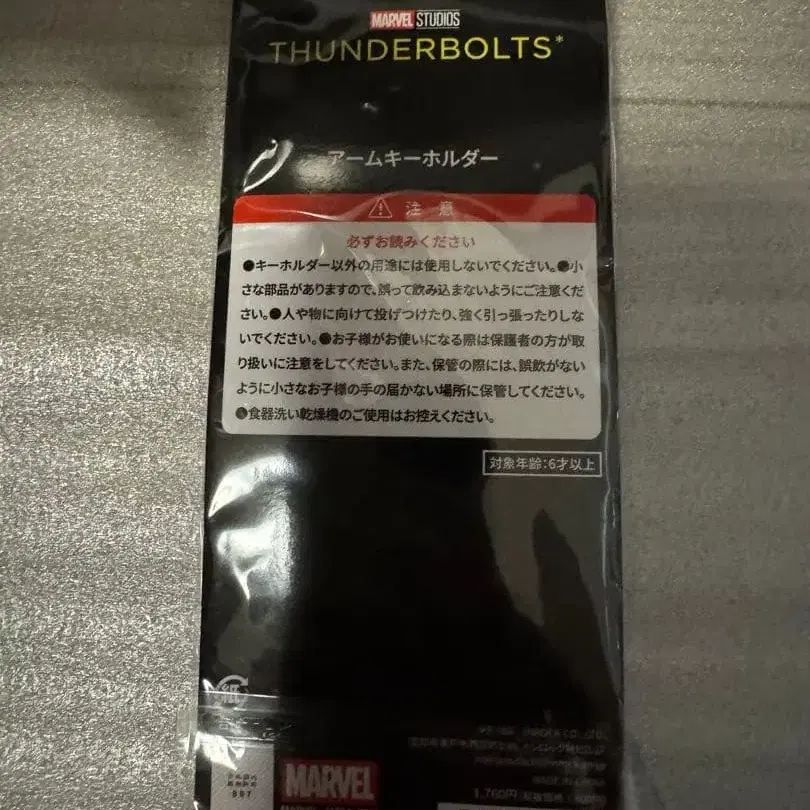 MARVEL STUDIOS
THUNDERBOLTS*
アームキーホルダー
⚠ 注 意
必ずお読みください
●キーホルダー以外の用途には使用しないでください。●小
さな部品がありますので、誤って飲み込まないようにご注意くだ
さい。●人や物に向けて投げつけたり、強く引っ張ったりしな
いでください。●お子様がお使いになる際は保護者の方が取
り扱いに注意をしてください。また、保管の際には、誤飲がない
ように小さなお子様の手の届かない場所に保管してください。
●食器洗い乾燥機のご使用はお控えください。
対象年齢:6才以上
MARVEL
1,760円